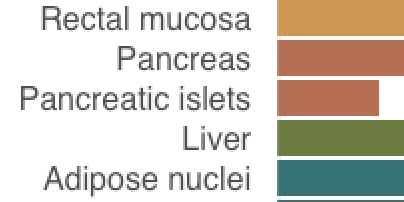 Rectal mucosa
Pancreas
Pancreatic islets
Liver
Adipose nuclei